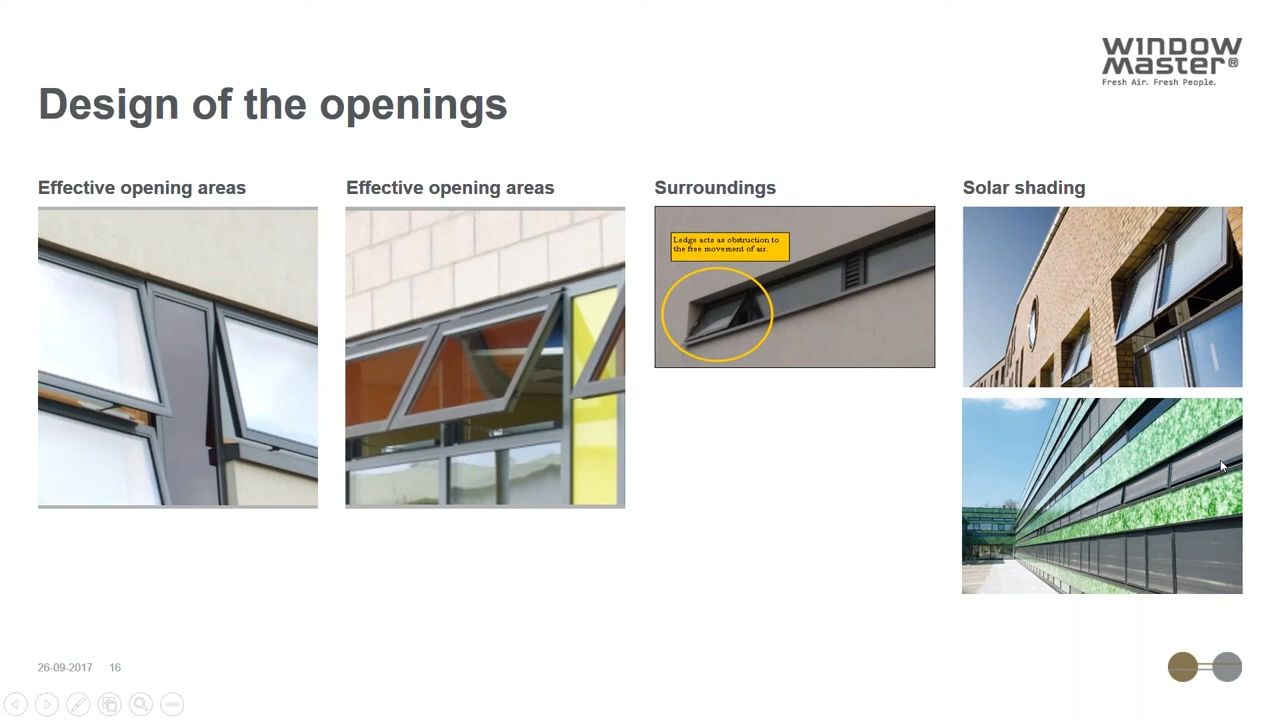 WINDOW
master®
Fresh Air. Fresh People.
Design of the openings
Effective opening areas
Effective opening areas
Surroundings
Solar shading
Ledge acts as obstruction to
the free movement of air.
26-09-2017 16